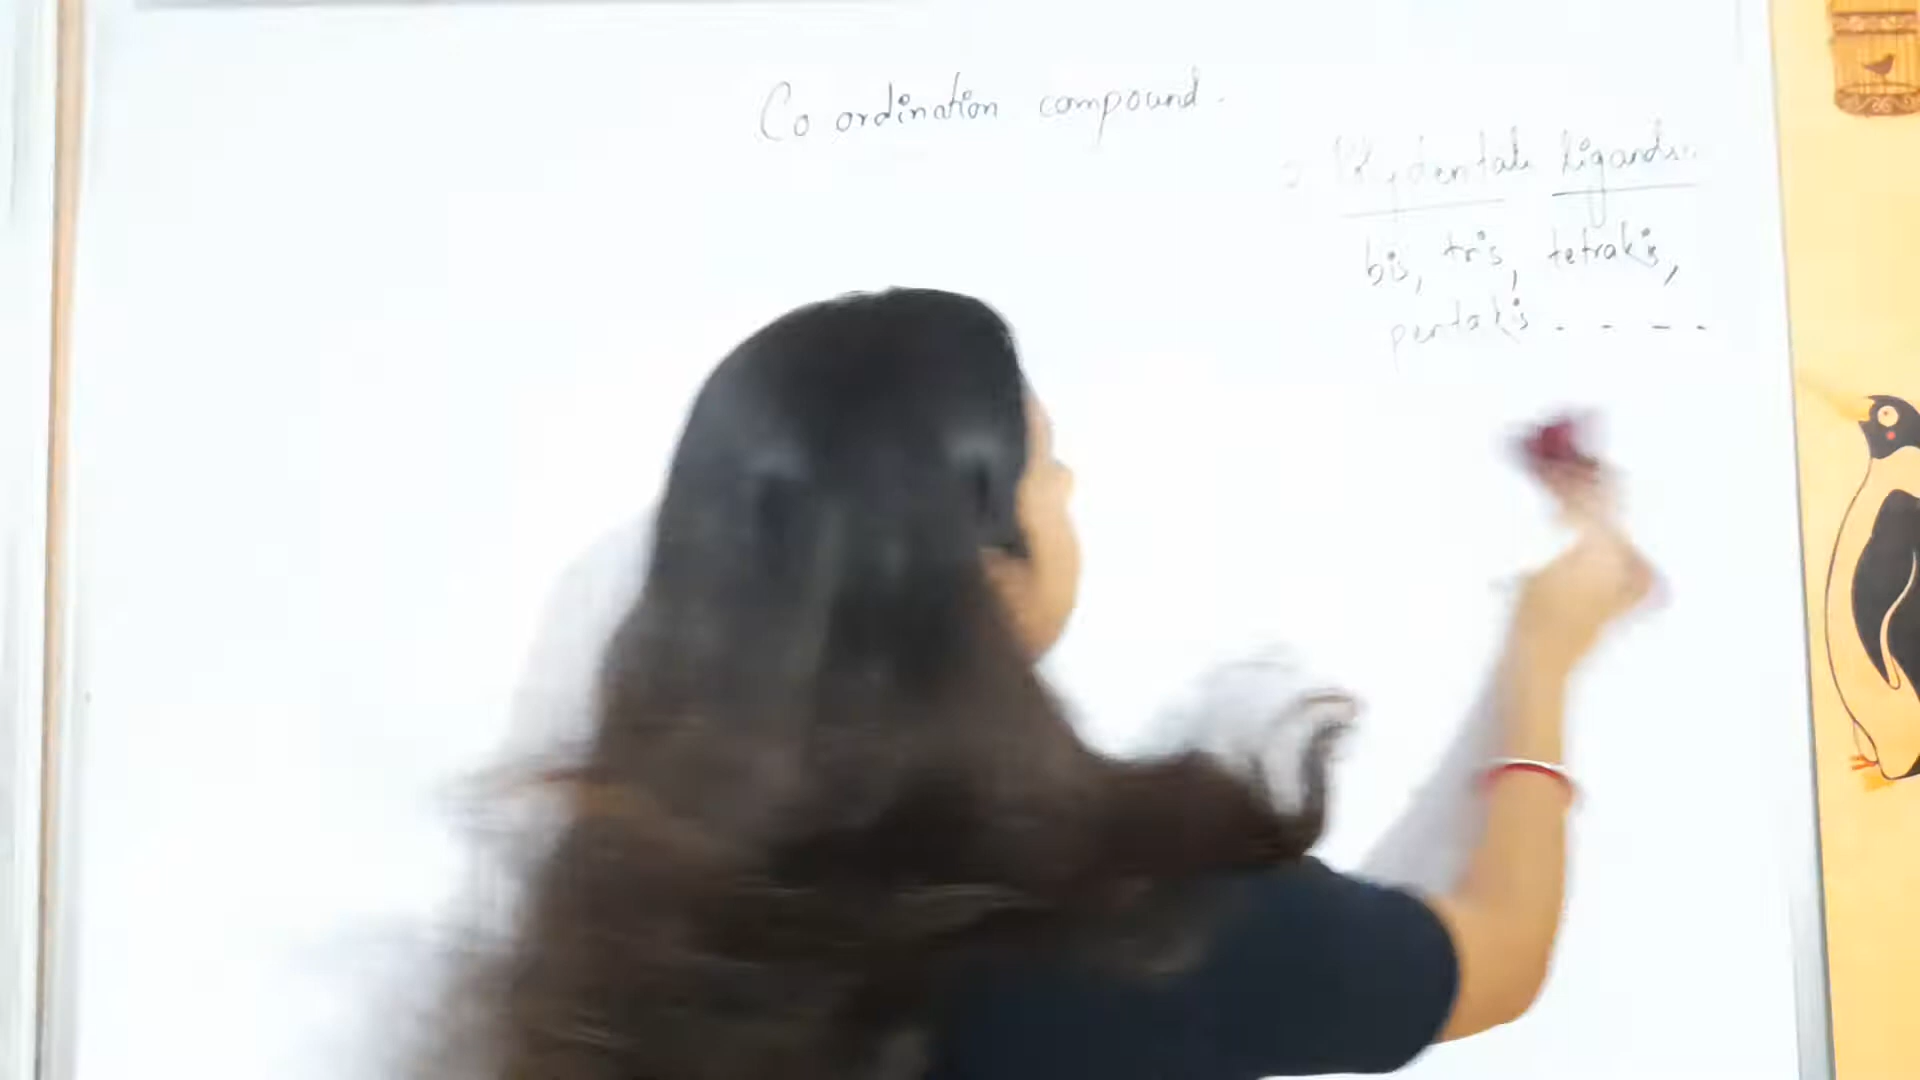 Co ordination compound.
Polydentate ligands..
bis, tris, tetrakis,
pentakis . - - - .